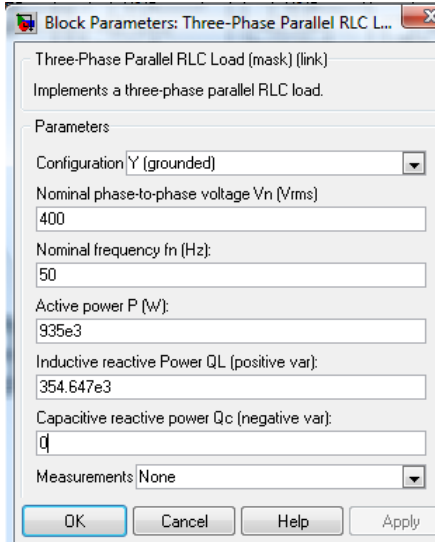 Block Parameters: Three-Phase Parallel RLC L...
Three-Phase Parallel RLC Load (mask) (link)
Implements a three-phase parallel RLC load.
Parameters
Configuration Y (grounded)
Nominal phase-to-phase voltage Vn (Vrms)
400
Nominal frequency fn (Hz):
50
Active power P (W):
935e3
Inductive reactive Power QL (positive var):
354.647e3
Capacitive reactive power Qc (negative var):
0
Measurements None
OK Cancel Help Apply